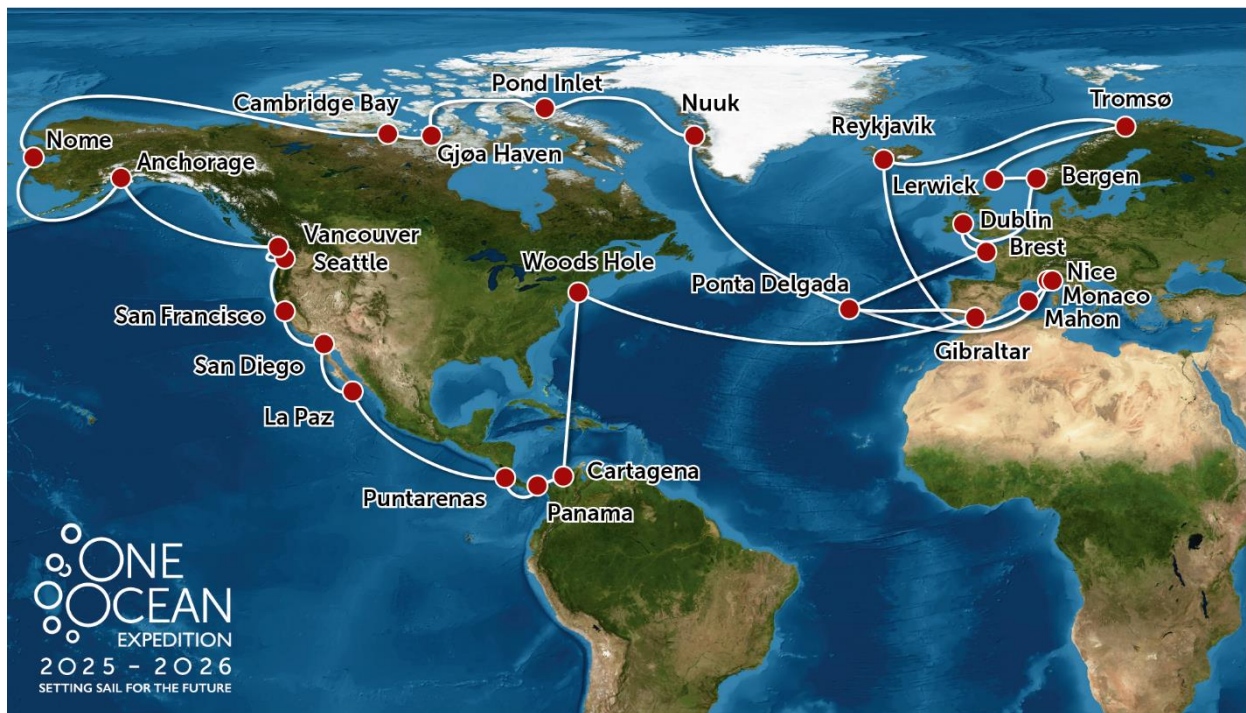 Pond Inlet
Cambridge Bay
Nuuk
Tromsø
Nome
Reykjavik
Gjøa Haven
Anchorage
Lerwick
Bergen
Dublin
Vancouver
Brest
Seattle
Woods Hole
Nice
Ponta Delgada
Monaco
San Francisco
Mahon
Gibraltar
San Diego
La Paz
Cartagena
Puntarenas
Panama
ONE
OCEAN
EXPEDITION
2025 – 2026
SETTING SAIL FOR THE FUTURE